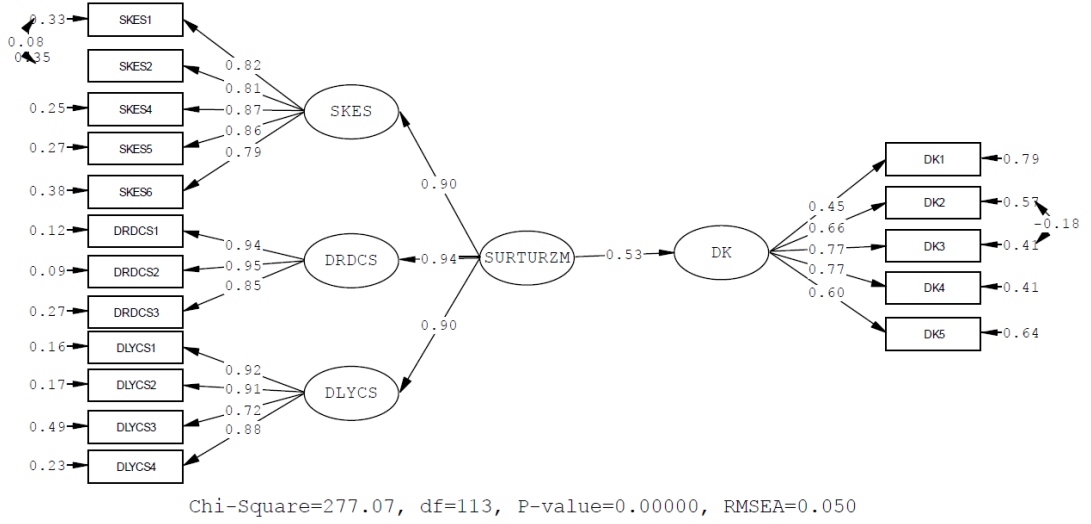 0.33 SKES1
0.08
0.35 SKES2
0.82
0.81
0.25 SKES4 0.87 SKES
0.86
0.27 SKES5
0.79
0.38 SKES6
0.90
0.12 DRDCS1
0.94
0.09 DRDCS2 0.95 DRDCS 0.94 SURTURZM 0.53 DK
0.85
0.27 DRDCS3
0.90
0.16 DLYCS1
0.92
0.17 DLYCS2 0.91 DLYCS
0.72
0.49 DLYCS3
0.88
0.23 DLYCS4
DK1 0.79
0.45
DK2 0.57
0.66
-0.18
0.77 DK3 0.41
0.77
DK4 0.41
0.60
DK5 0.64
Chi-Square=277.07, df=113, P-value=0.00000, RMSEA=0.050